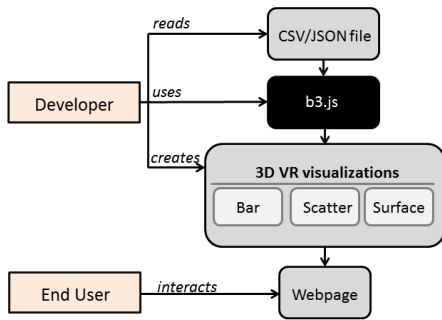 reads
CSV/JSON file
Developer
uses
b3.js
creates
3D VR visualizations
Bar
Scatter
Surface
End User
interacts
Webpage